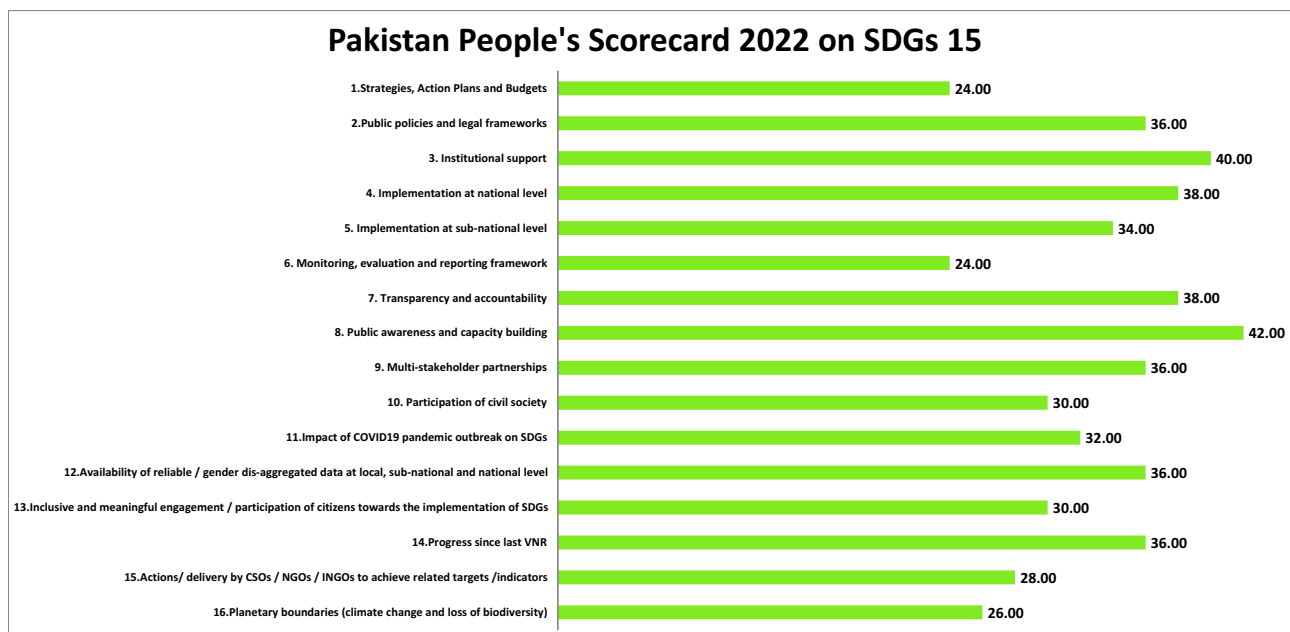 Pakistan People's Scorecard 2022 on SDGs 15
1.Strategies, Action Plans and Budgets 24.00
2.Public policies and legal frameworks 36.00
3. Institutional support 40.00
4. Implementation at national level 38.00
5. Implementation at sub-national level 34.00
6. Monitoring, evaluation and reporting framework 24.00
7. Transparency and accountability 38.00
8. Public awareness and capacity building 42.00
9. Multi-stakeholder partnerships 36.00
10. Participation of civil society 30.00
11.Impact of COVID19 pandemic outbreak on SDGs 32.00
12.Availability of reliable / gender dis-aggregated data at local, sub-national and national level 36.00
13.Inclusive and meaningful engagement / participation of citizens towards the implementation of SDGs 30.00
14.Progress since last VNR 36.00
15.Actions/ delivery by CSOs / NGOs / INGOs to achieve related targets /indicators 28.00
16.Planetary boundaries (climate change and loss of biodiversity) 26.00